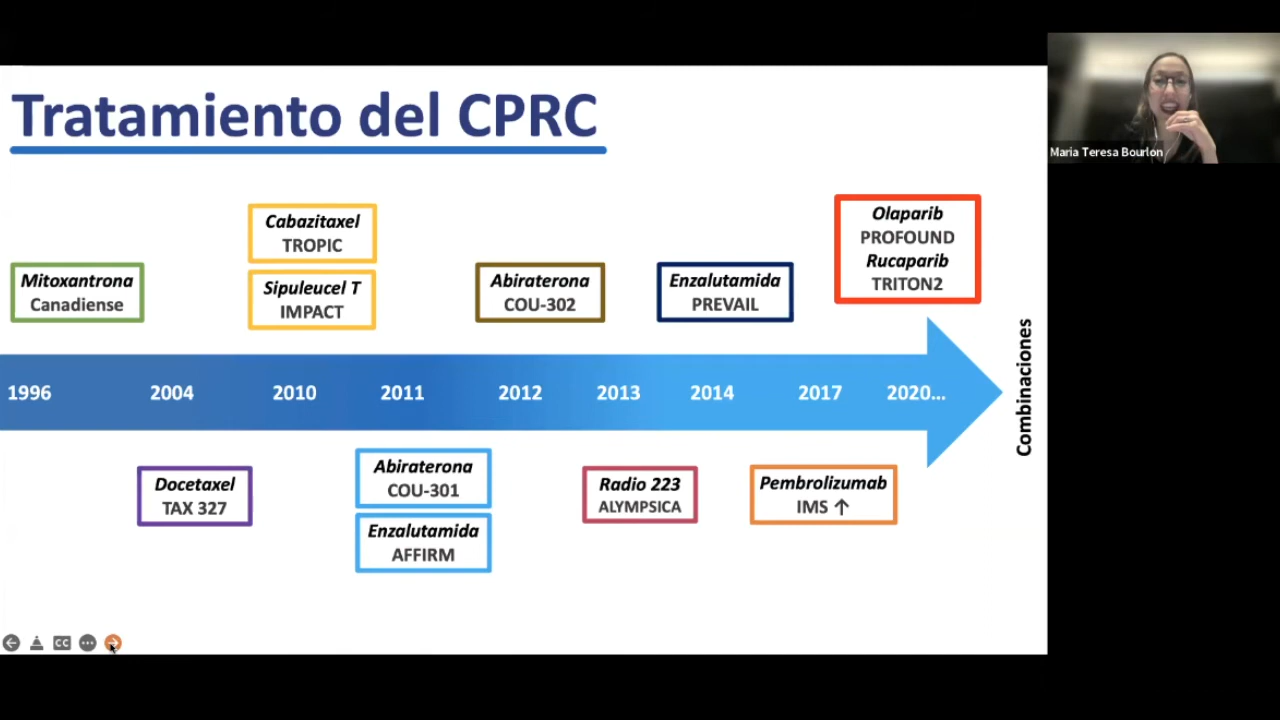 Tratamiento del CPRC
Maria Teresa Bourlon
Mitoxantrona
Canadiense
Cabazitaxel
TROPIC
Sipuleucel T
IMPACT
Abiraterona
COU-302
Enzalutamida
PREVAIL
Olaparib
PROFOUND
Rucaparib
TRITON2
1996 2004 2010 2011 2012 2013 2014 2017 2020...
Combinaciones
Docetaxel
TAX 327
Abiraterona
COU-301
Enzalutamida
AFFIRM
Radio 223
ALYMPSICA
Pembrolizumab
IMS ↑
CC